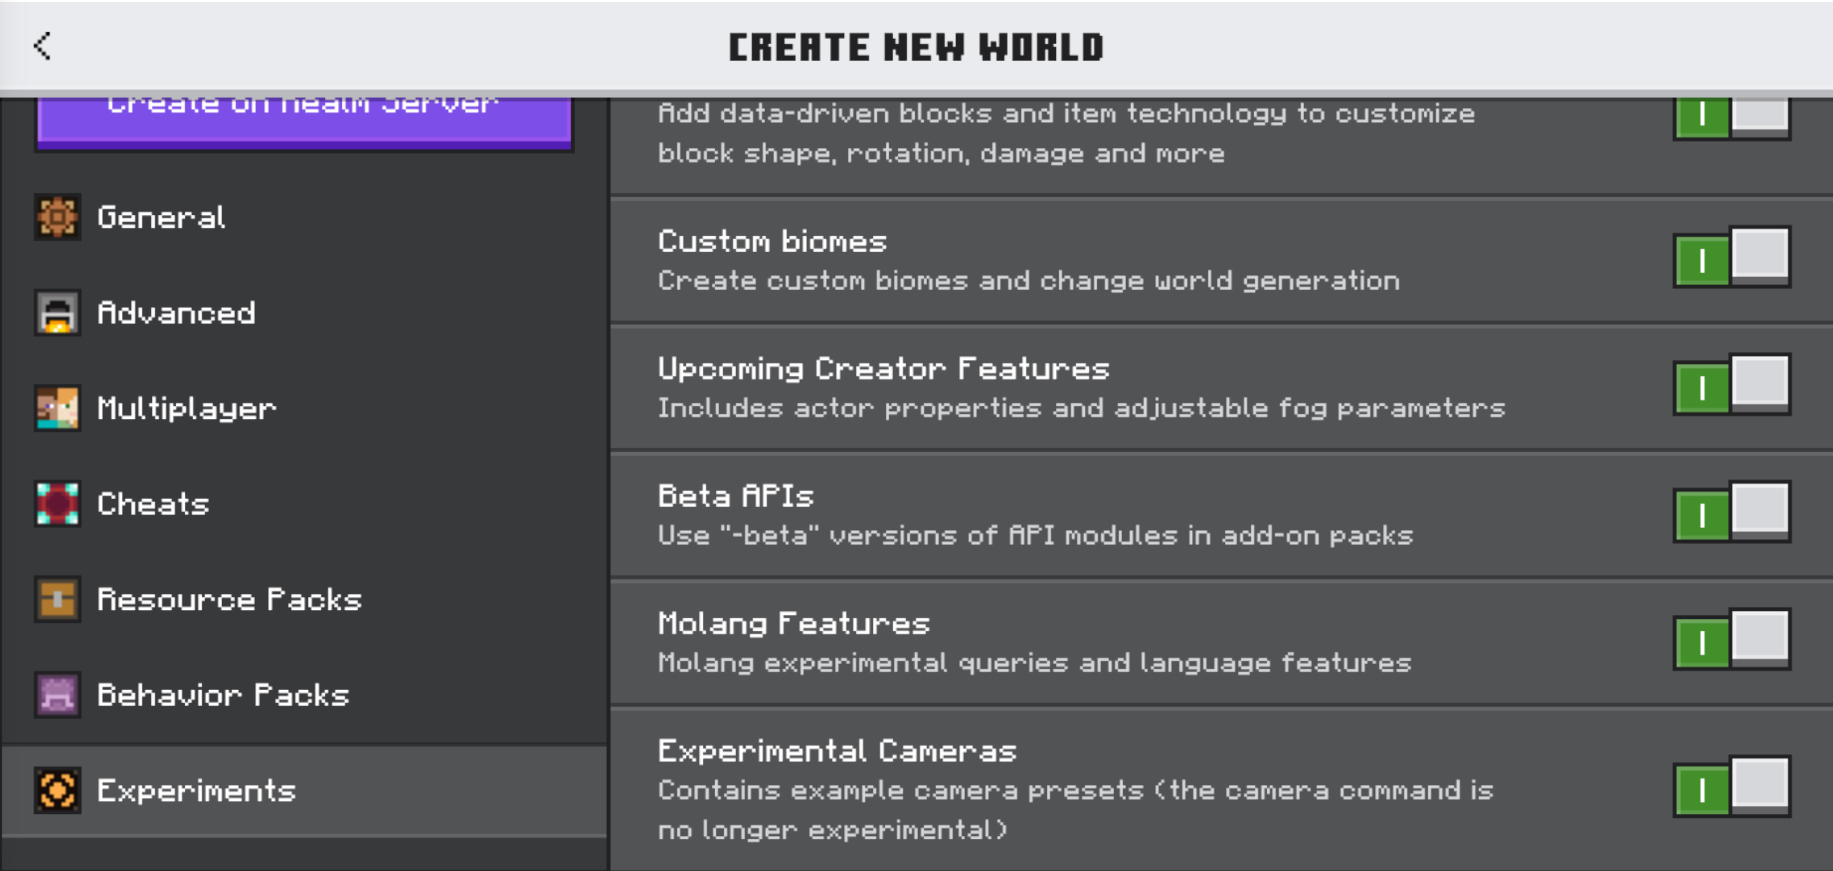 CREATE NEW WORLD
Create on Realm Server
General
Advanced
Multiplayer
Cheats
Resource Packs
Behavior Packs
Experiments
Add data-driven blocks and item technology to customize
block shape, rotation, damage and more
Custom biomes
Create custom biomes and change world generation
Upcoming Creator Features
Includes actor properties and adjustable fog parameters
Beta APIs
Use "-beta" versions of API modules in add-on packs
Molang Features
Molang experimental queries and language features
Experimental Cameras
Contains example camera presets (the camera command is
no longer experimental)